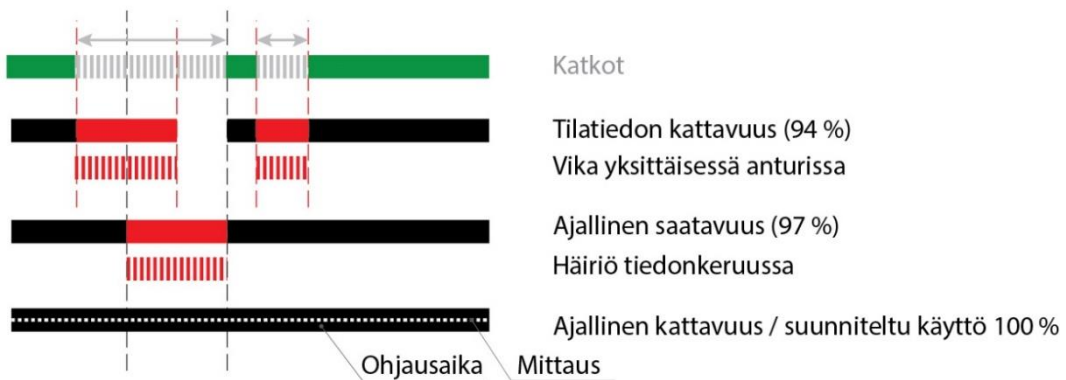 Katkot
Tilatiedon kattavuus (94 %)
Vika yksittäisessä anturissa
Ajallinen saatavuus (97 %)
Häiriö tiedonkeruussa
Ajallinen kattavuus / suunniteltu käyttö 100 %
Ohjausaika Mittaus